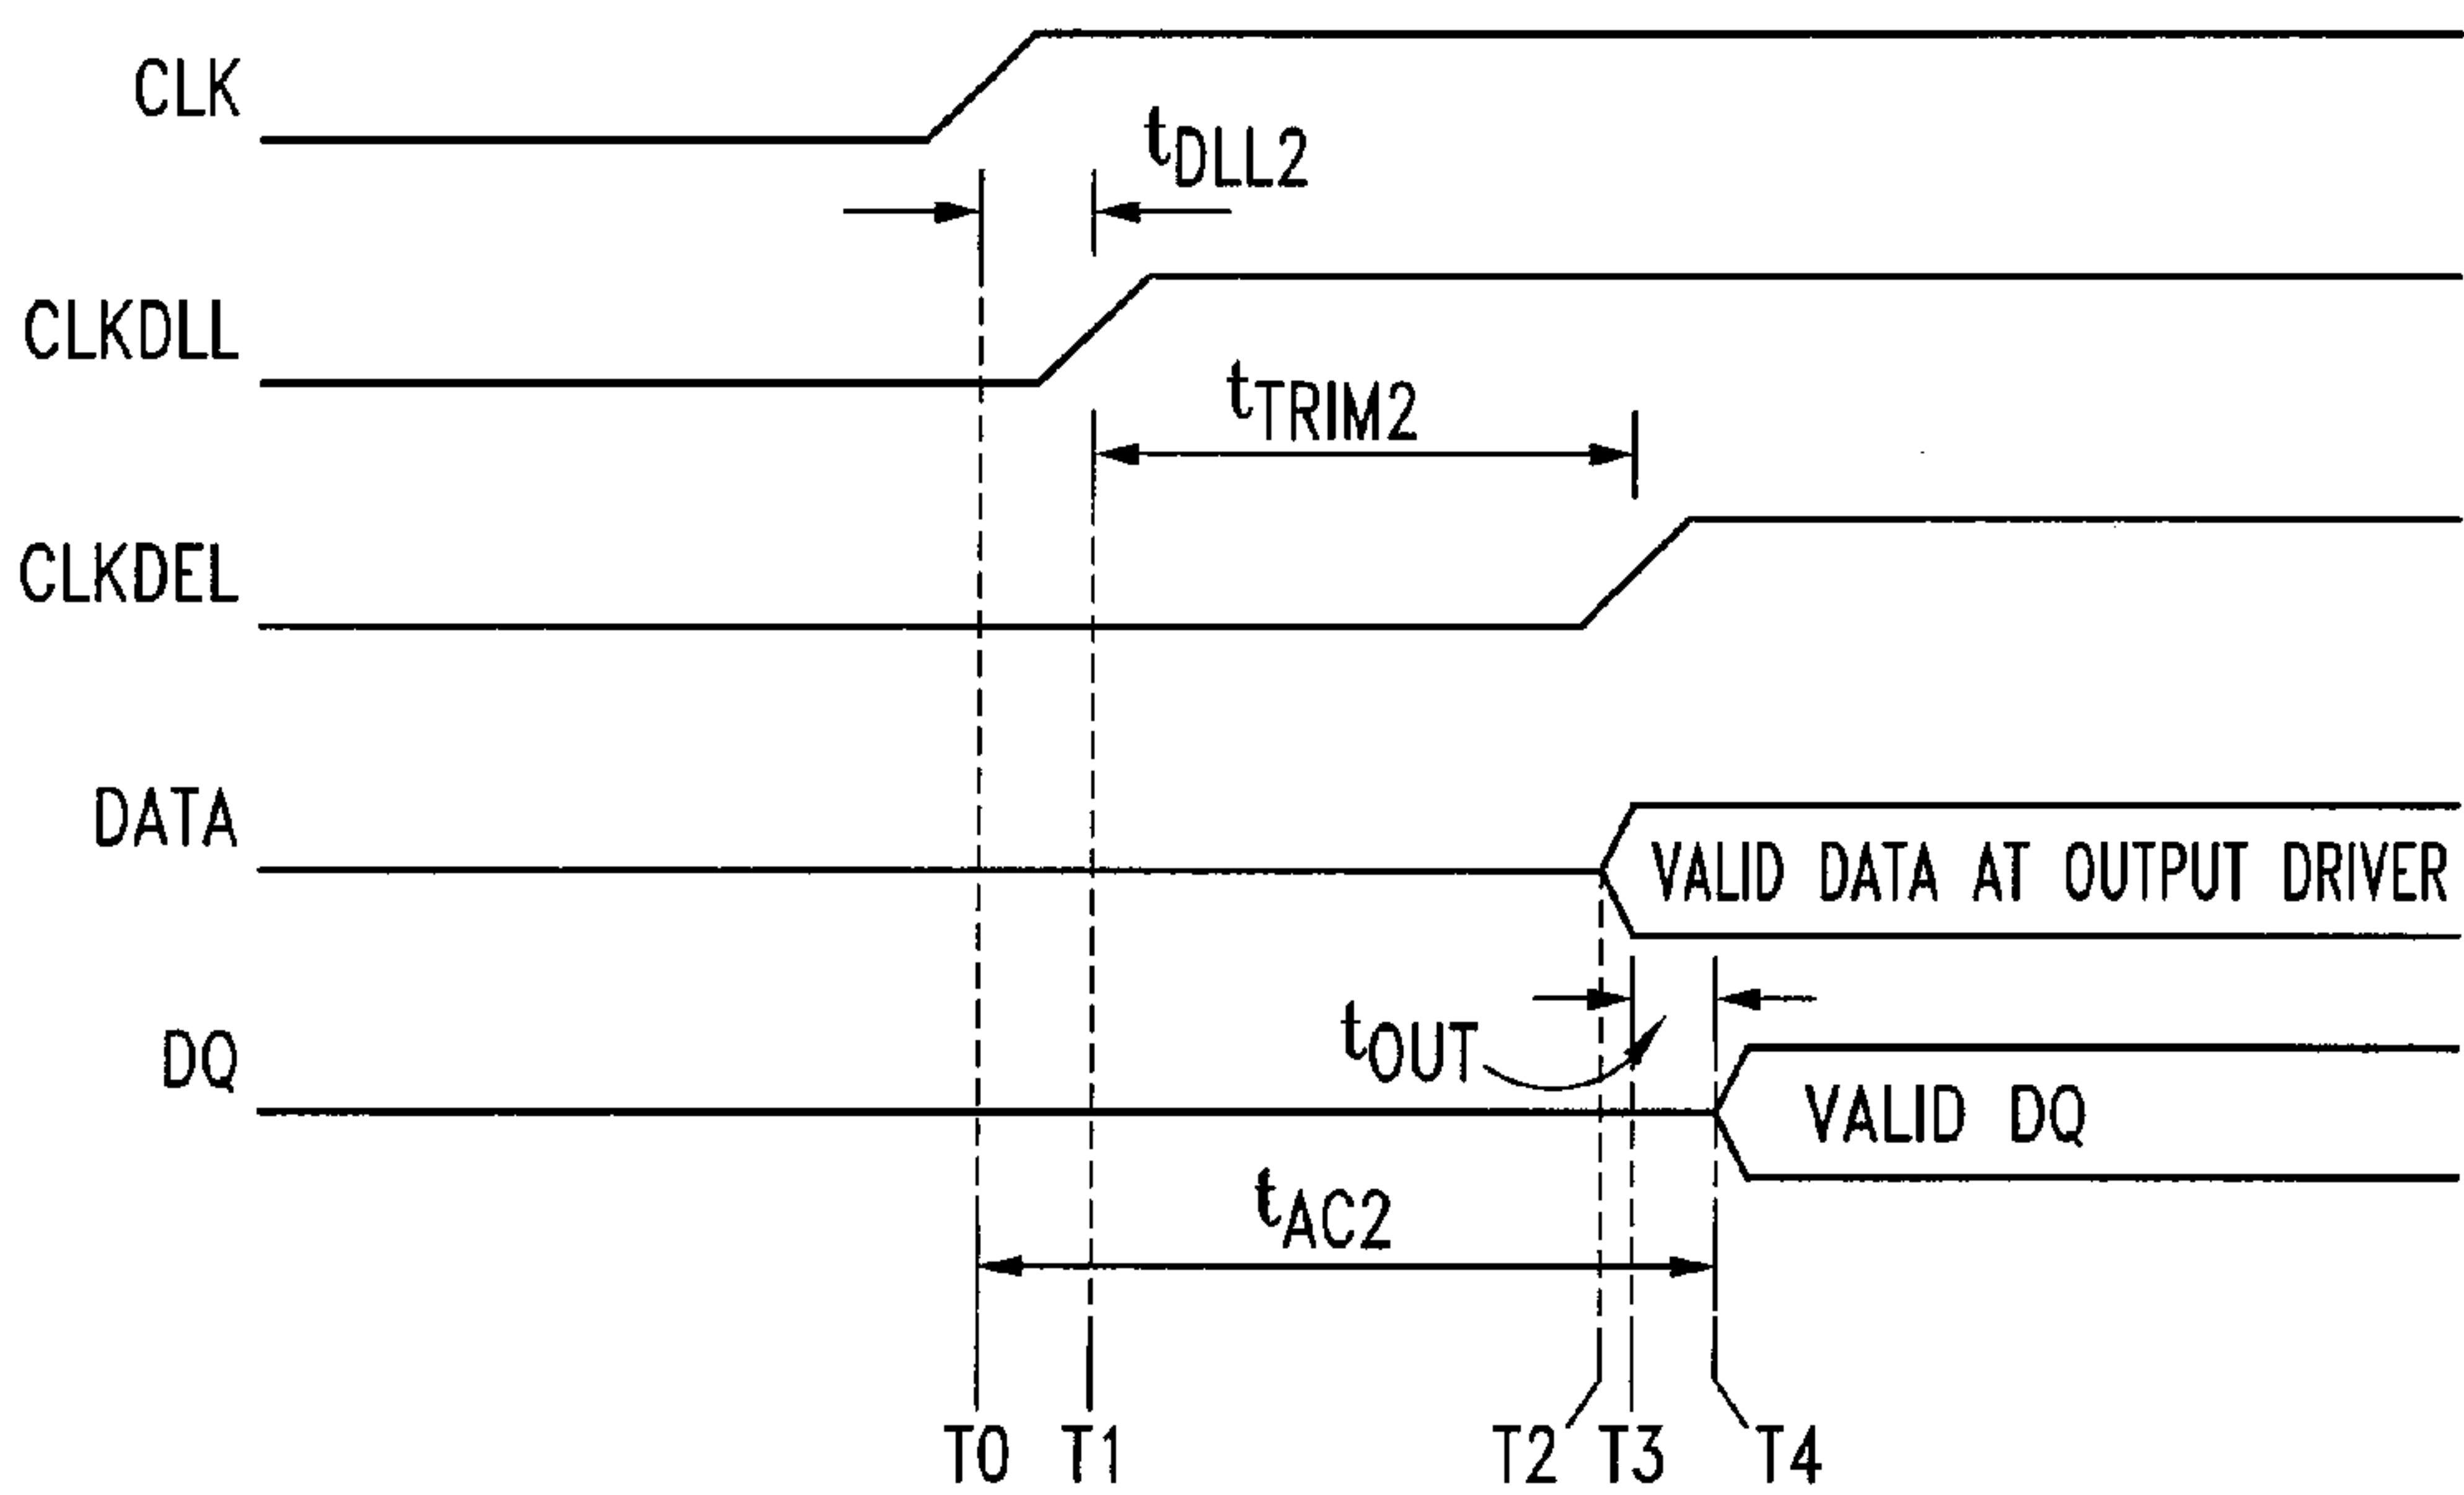 CLK
tDLL2
CLKDLL
tTRIM2
CLKDEL
DATA
VALID DATA AT OUTPUT DRIVER
tOUT
DQ
VALID DQ
tAC2
T0 T1 T2 T3 T4